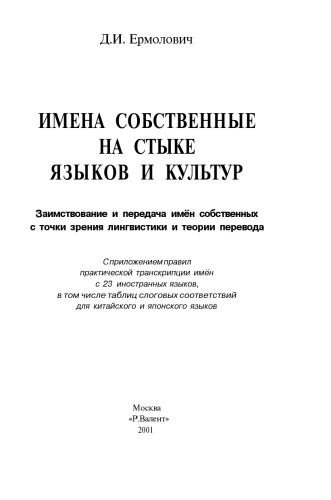 Д.И. Ермолович
ИМЕНА СОБСТВЕННЫЕ
НА СТЫКЕ
ЯЗЫКОВ И КУЛЬТУР
Заимствование и передача имён собственных
с точки зрения лингвистики и теории перевода
С приложением правил
практической транскрипции имён
с 23 иностранных языков,
в том числе таблиц слоговых соответствий
для китайского и японского языков
Москва
«Р.Валент»
2001